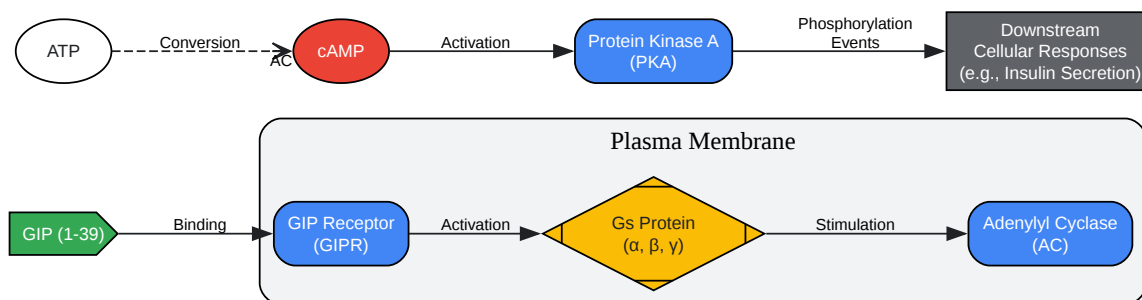 ATP
Conversion
AC
cAMP
Activation
Protein Kinase A
(PKA)
Phosphorylation
Events
Downstream
Cellular Responses
(e.g., Insulin Secretion)
Plasma Membrane
GIP (1-39)
Binding
GIP Receptor
(GIPR)
Activation
Gs Protein
(α, β, γ)
Stimulation
Adenylyl Cyclase
(AC)